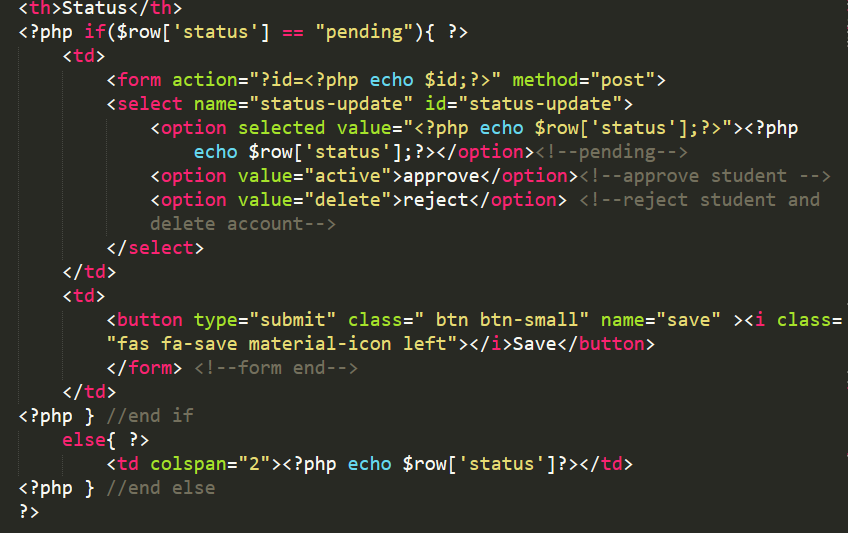 <th>Status</th>
<?php if($row['status'] == "pending"){ ?>
<td>
<form action="?id=<?php echo $id;?>" method="post">
<select name="status-update" id="status-update">
<option selected value="<?php echo $row['status'];?>"><?php
echo $row['status'];?></option><!--pending-->
<option value="active">approve</option><!--approve student -->
<option value="delete">reject</option> <!--reject student and
delete account-->
</select>
</td>
<td>
<button type="submit" class=" btn btn-small" name="save" ><i class=
"fas fa-save material-icon left"></i>Save</button>
</form> <!--form end-->
</td>
<?php } //end if
else{ ?>
<td colspan="2"><?php echo $row['status']?></td>
<?php } //end else
?>